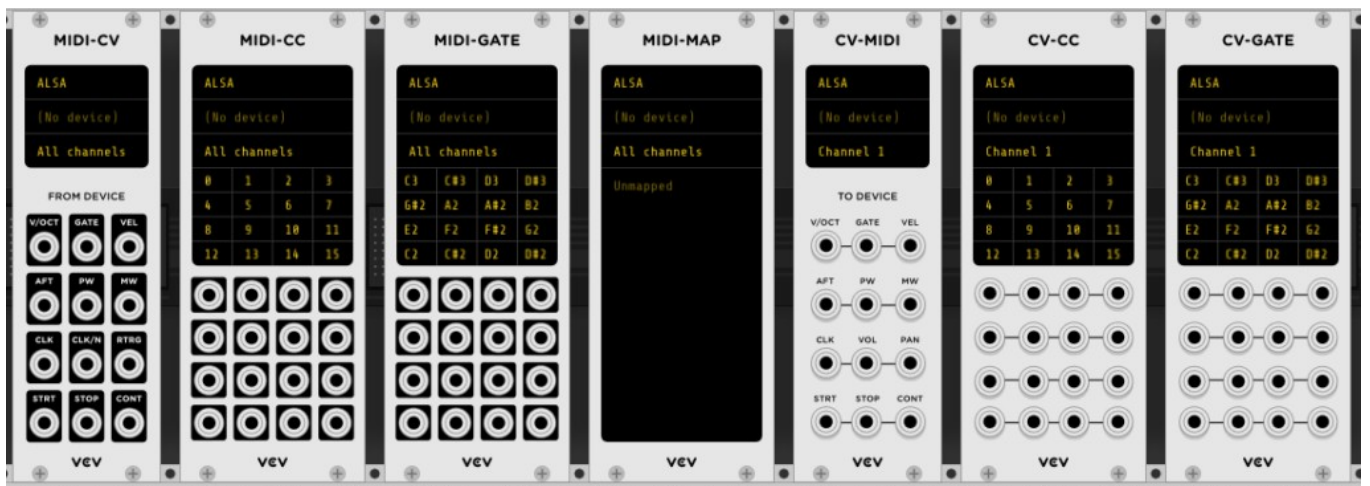 MIDI-CV
ALSA
(No device)
All channels
FROM DEVICE
V/OCT GATE VEL
AFT PW MW
CLK CLK/N RTRG
STRT STOP CONT
VCV
MIDI-CC
ALSA
(No device)
All channels
0 1 2 3
4 5 6 7
8 9 10 11
12 13 14 15
VCV
MIDI-GATE
ALSA
(No device)
All channels
C3 C#3 D3 D#3
G#2 A2 A#2 B2
E2 F2 F#2 G2
C2 C#2 D2 D#2
VCV
MIDI-MAP
ALSA
(No device)
All channels
Unmapped
VCV
CV-MIDI
ALSA
(No device)
Channel 1
TO DEVICE
V/OCT GATE VEL
AFT PW MW
CLK VOL PAN
STRT STOP CONT
VCV
CV-CC
ALSA
(No device)
Channel 1
0 1 2 3
4 5 6 7
8 9 10 11
12 13 14 15
VCV
CV-GATE
ALSA
(No device)
Channel 1
C3 C#3 D3 D#3
G#2 A2 A#2 B2
E2 F2 F#2 G2
C2 C#2 D2 D#2
VCV